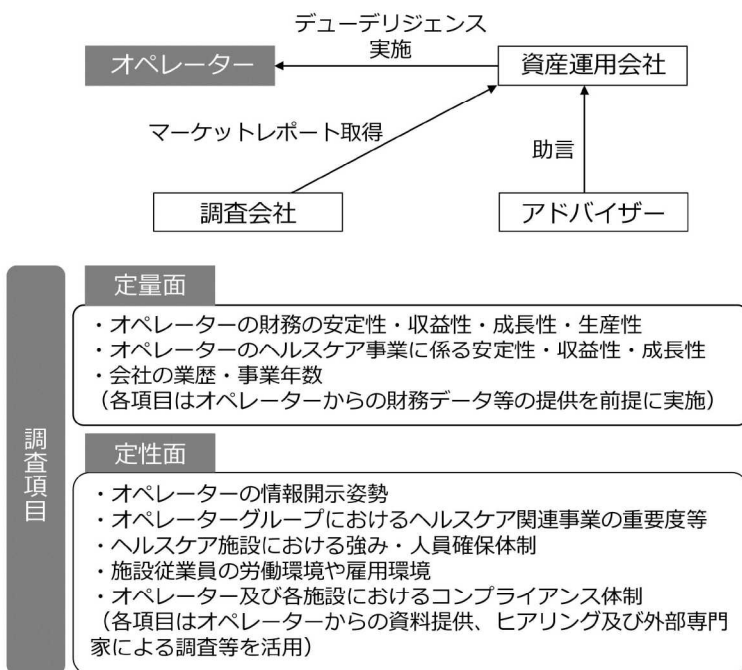 デューデリジェンス
実施
オペレーター
資産運用会社
マーケットレポート取得
助言
調査会社
アドバイザー
調査項目
定量面
・オペレーターの財務の安定性・収益性・成長性・生産性
・オペレーターのヘルスケア事業に係る安定性・収益性・成長性
・会社の業歴・事業年数
（各項目はオペレーターからの財務データ等の提供を前提に実施）
定性面
・オペレーターの情報開示姿勢
・オペレーターグループにおけるヘルスケア関連事業の重要度等
・ヘルスケア施設における強み・人員確保体制
・施設従業員の労働環境や雇用環境
・オペレーター及び各施設におけるコンプライアンス体制
（各項目はオペレーターからの資料提供、ヒアリング及び外部専門
家による調査等を活用）